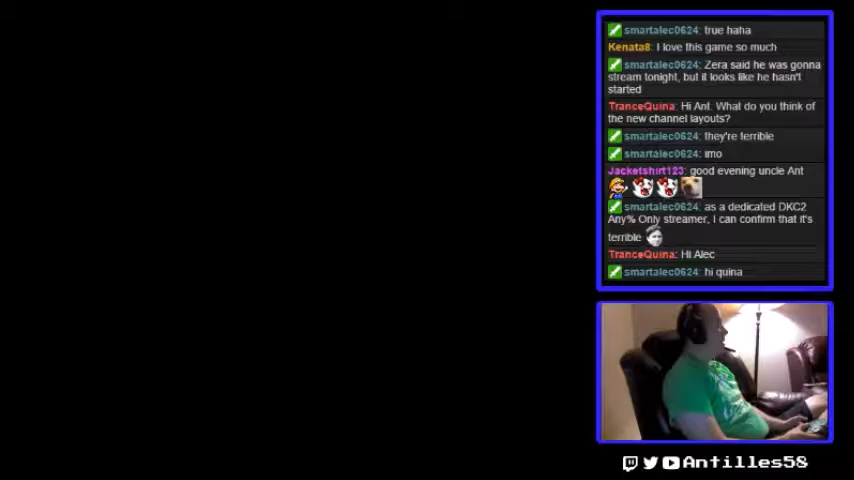 smartalec0624: true haha
Kenata8: I love this game so much
smartalec0624: Zera said he was gonna
stream tonight, but it looks like he hasn't
started
TranceQuina: Hi Ant. What do you think of
the new channel layouts?
smartalec0624: they're terrible
smartalec0624: imo
Jacketshirt123: good evening uncle Ant
smartalec0624: as a dedicated DKC2
Any% Only streamer, I can confirm that it's
terrible
TranceQuina: Hi Alec
smartalec0624: hi quina
Antilles58